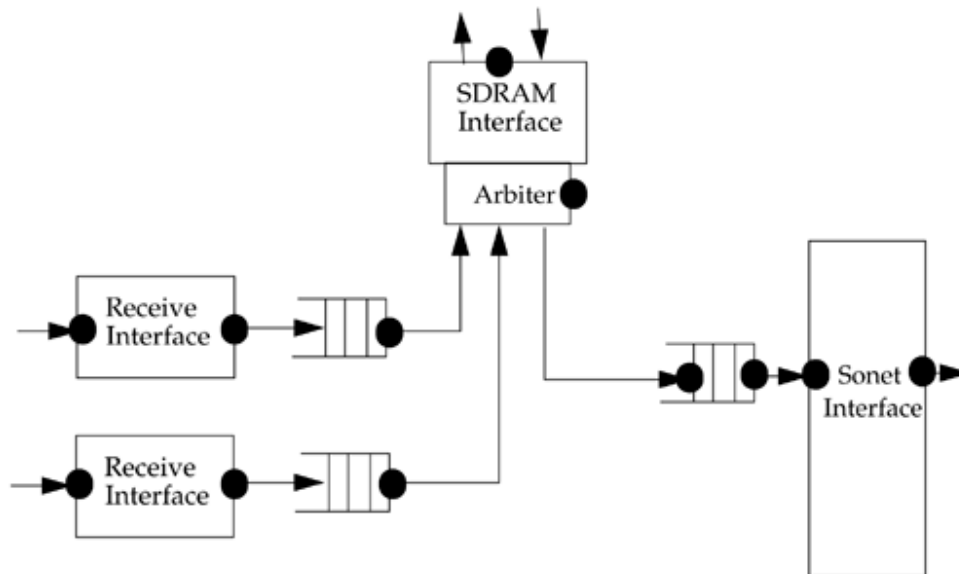 SDRAM
Interface
Arbiter
Receive
Interface
Receive
Interface
Sonet
Interface